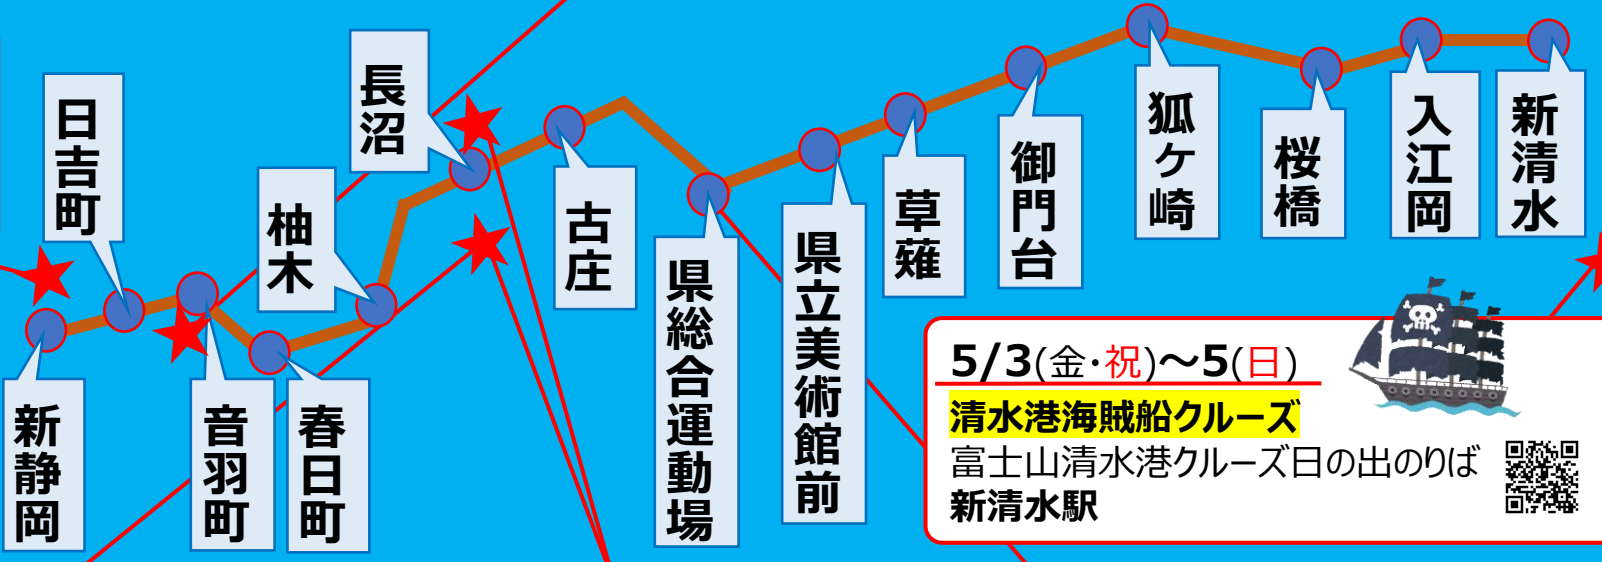 新静岡
日吉町
音羽町
春日町
柚木
長沼
古庄
県総合運動場
県立美術館前
草薙
御門台
狐ケ崎
桜橋
入江岡
新清水
5/3(金・祝)～5(日)
清水港海賊船クルーズ
富士山清水港クルーズ日の出のりば
新清水駅